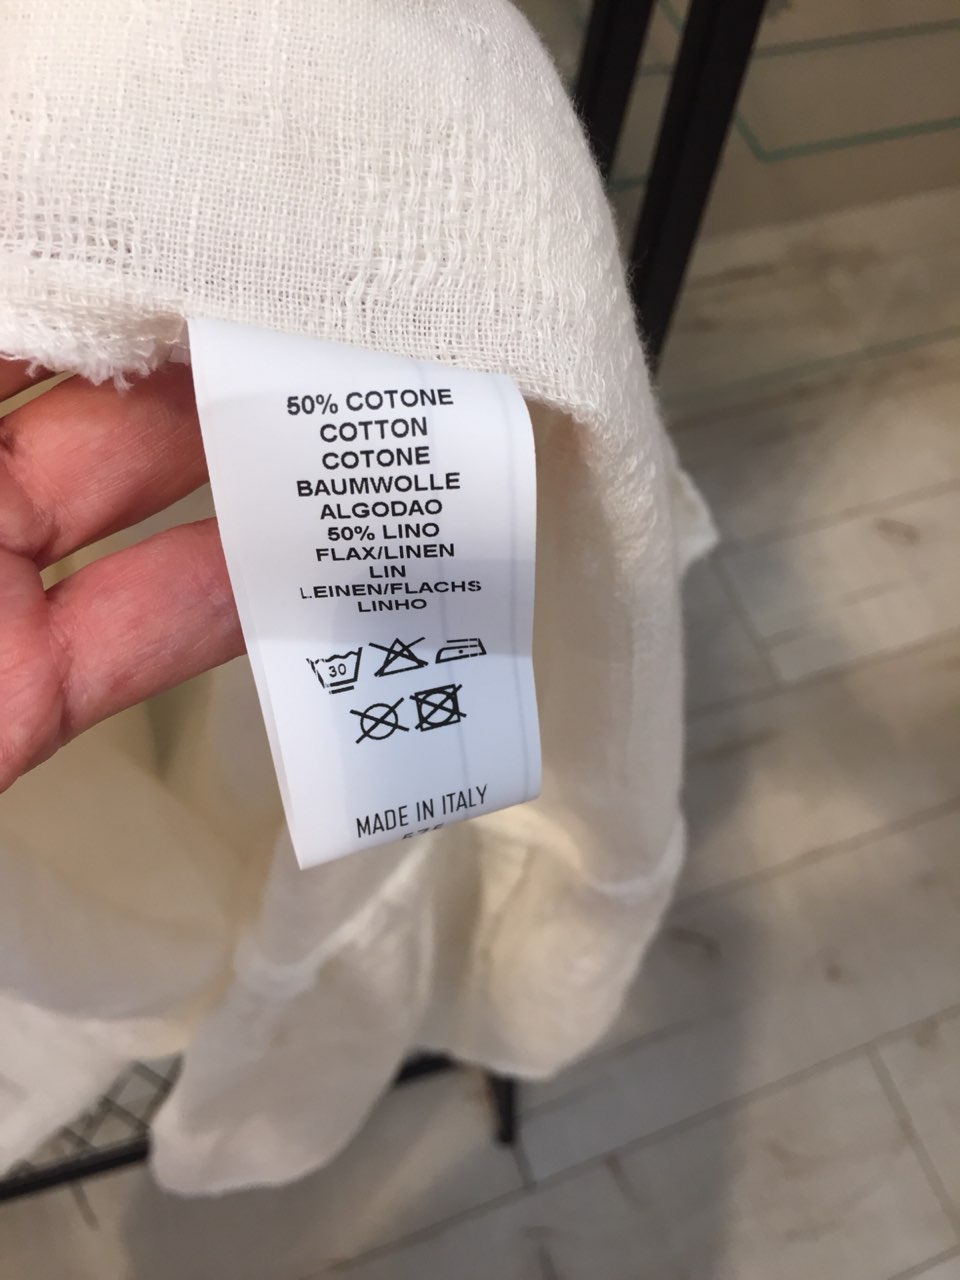 50% COTONE
COTTON
COTONE
BAUMWOLLE
ALGODAO
50% LINO
FLAX/LINEN
LIN
LEINEN/FLACHS
LINHO
30
MADE IN ITALY